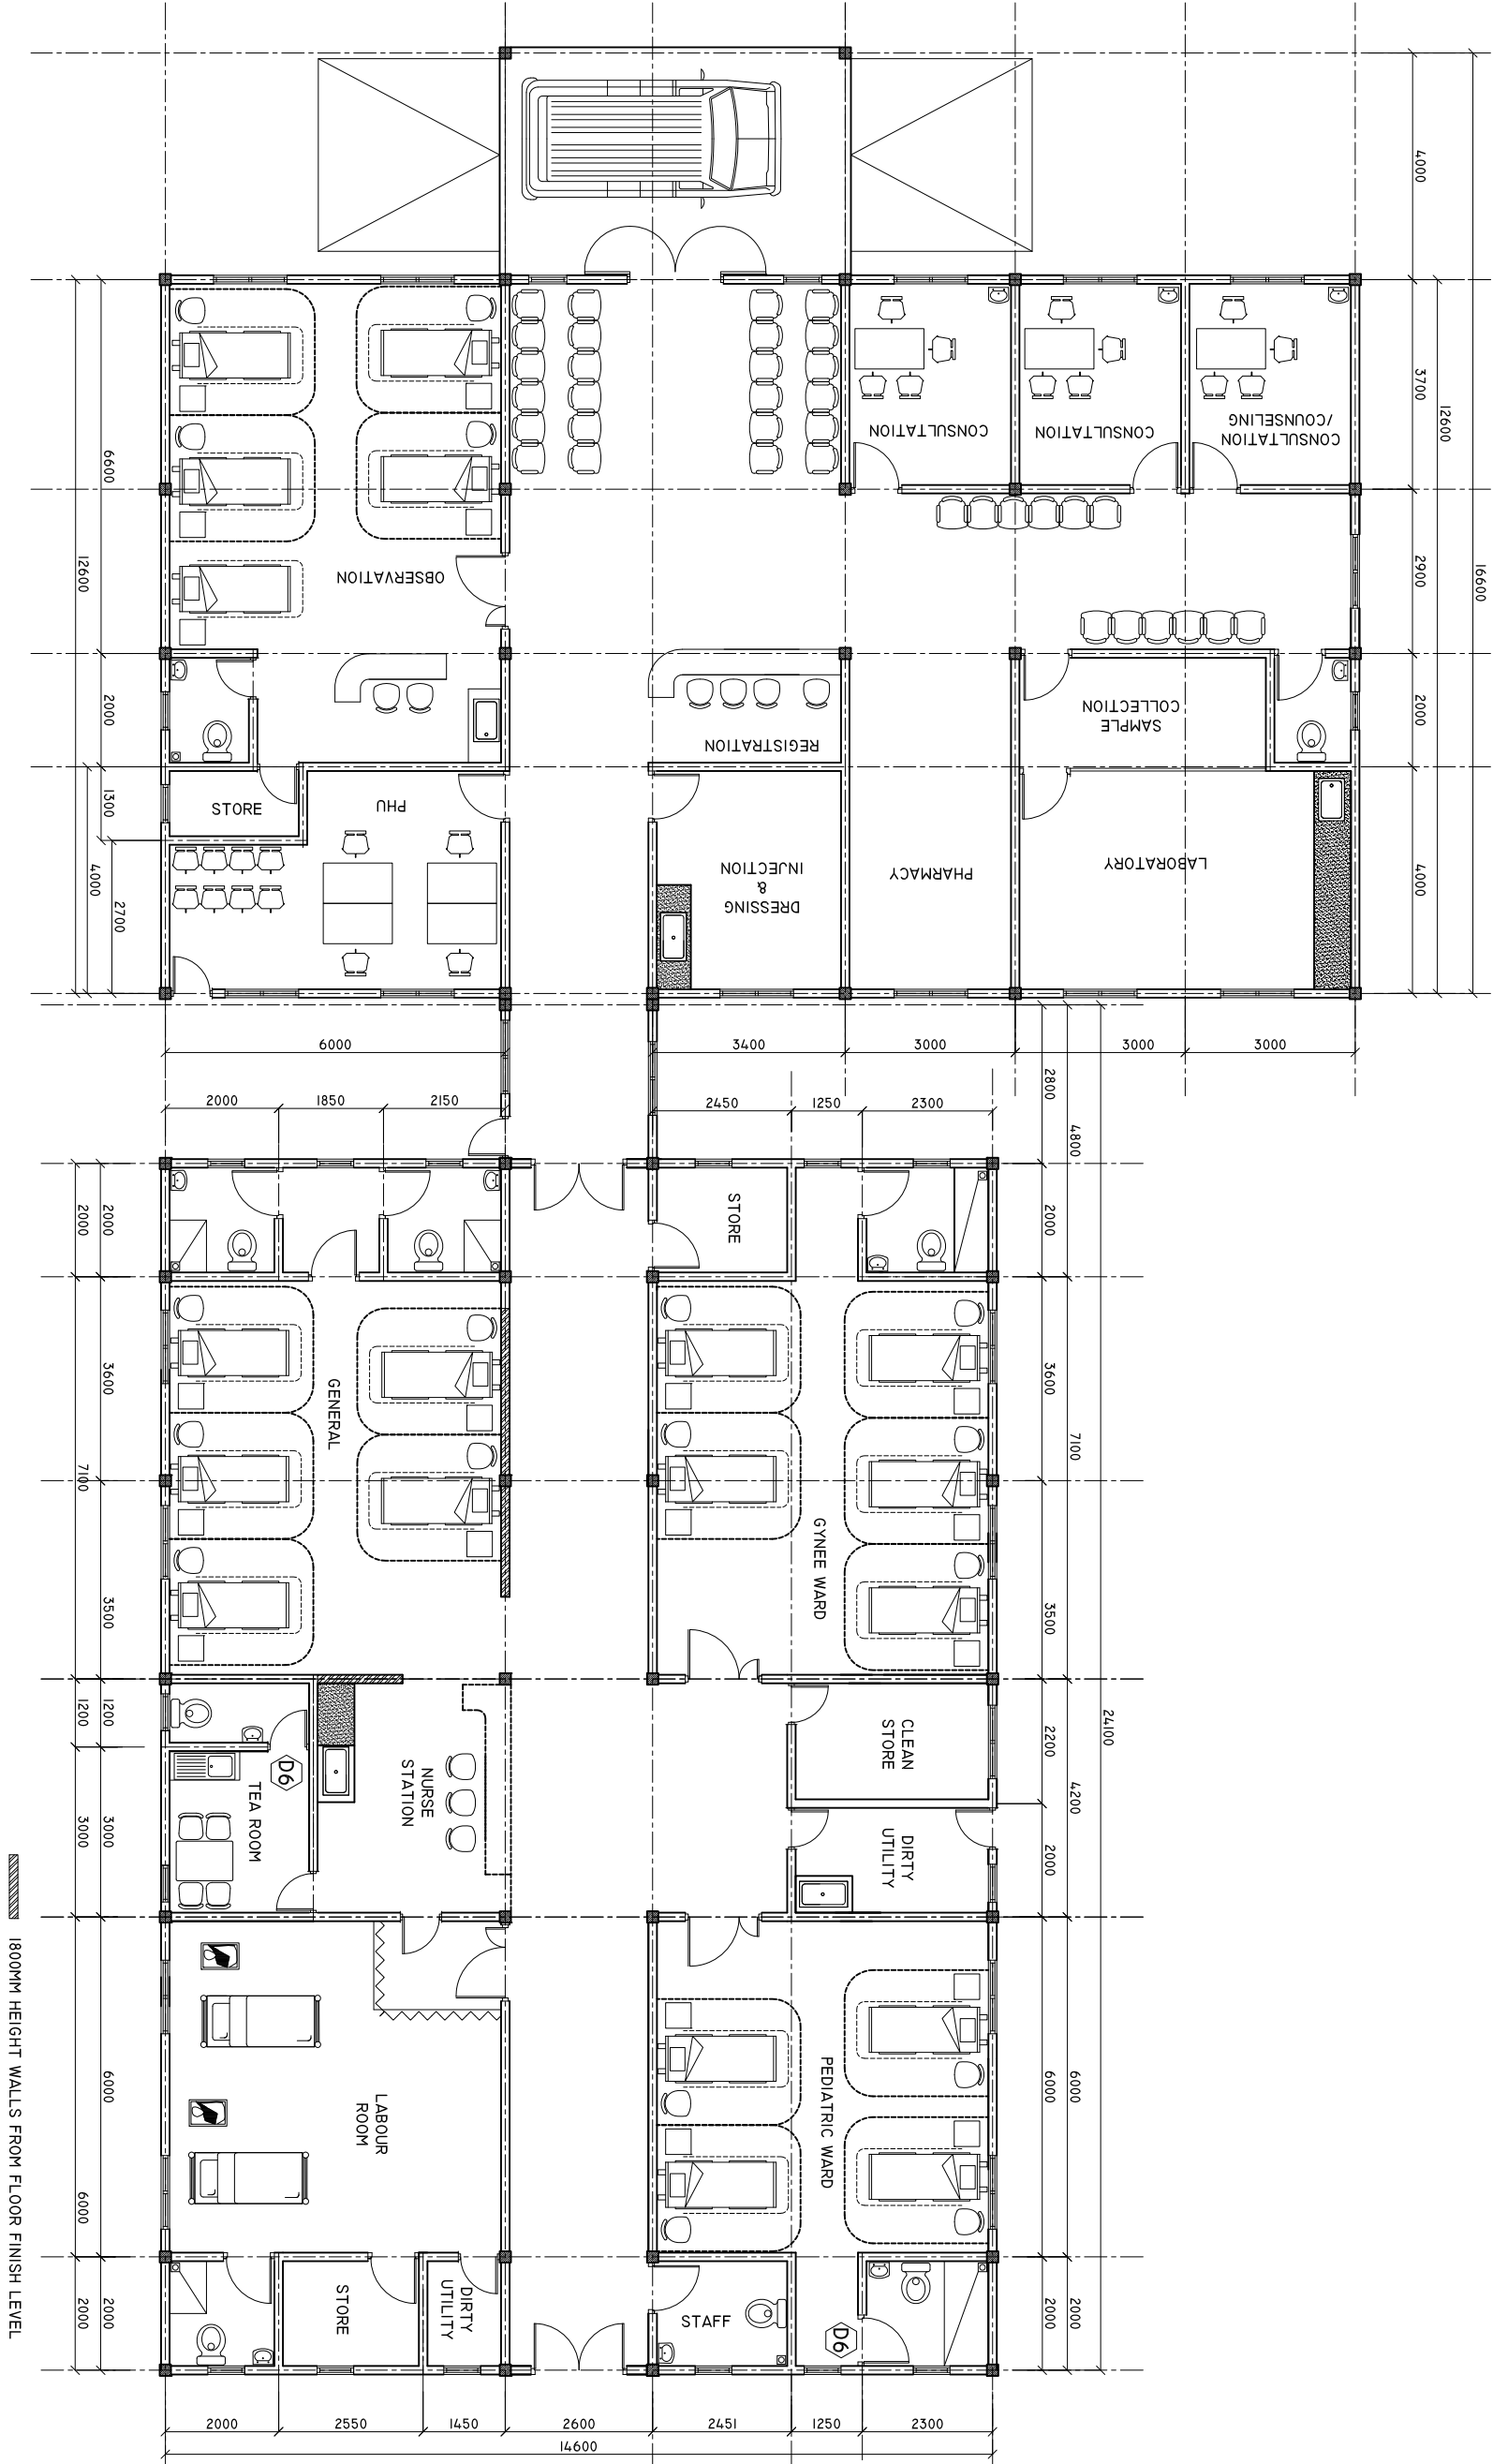 4000
16600
12600
3700
2900
2000
4000
CONSULTATION
CONSULTATION
CONSULTATION
/COUNSELING
OBSERVATION
6600
12600
2000
1300
4000
2700
REGISTRATION
SAMPLE
COLLECTION
STORE
PHU
INJECTION
&
DRESSING
PHARMACY
LABORATORY
6000
3400
3000
3000
3000
2000
1850
2150
2450
1250
2300
2800
4800
24100
STORE
2000
2000
2000
GENERAL
GYNEE WARD
3600
7100
3500
3600
7100
3500
CLEAN
STORE
DIRTY
UTILITY
2200
4200
2000
NURSE
STATION
D6
TEA ROOM
1200
1200
3000
3000
LABOUR
ROOM
PEDIATRIC WARD
6000
6000
6000
6000
STORE
DIRTY
UTILITY
STAFF
D6
2000
2000
2000
2000
2000
2550
1450
2600
2451
1250
2300
14600
1800MM HEIGHT WALLS FROM FLOOR FINISH LEVEL